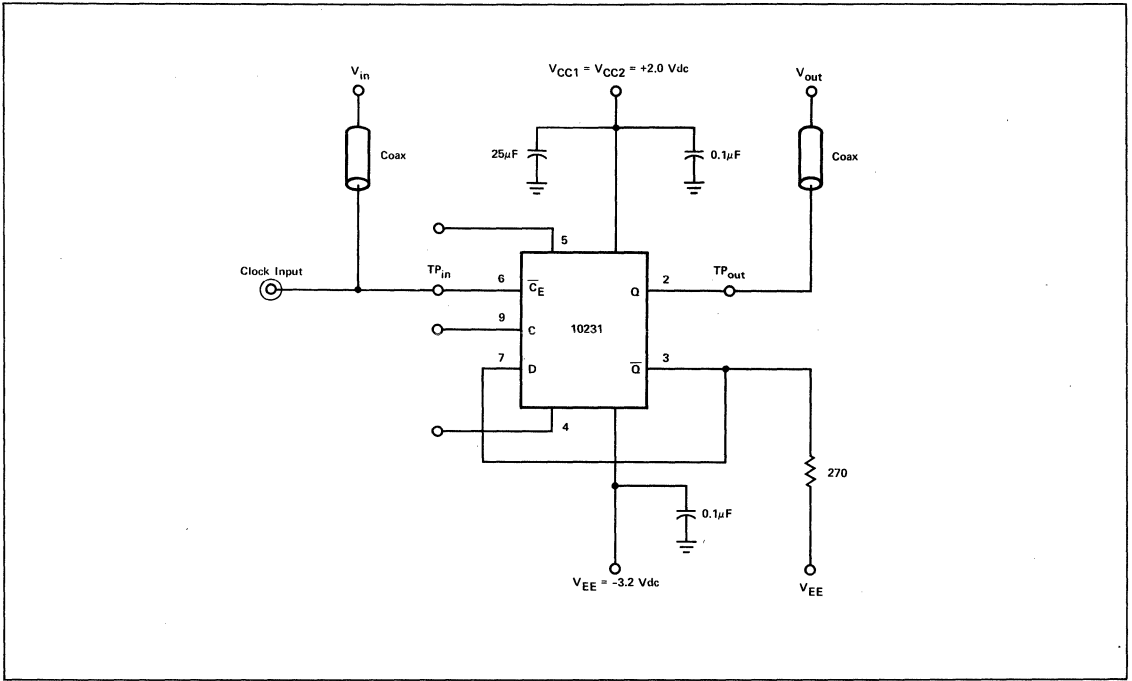 V_in
V_CC1 = V_CC2 = +2.0 Vdc
V_out
Coax
25μF
0.1μF
Coax
5
Clock Input
TP_in
6
C̅_E
Q
2
TP_out
9
C
10231
7
D
Q̅
3
4
270
0.1μF
V_EE = -3.2 Vdc
V_EE